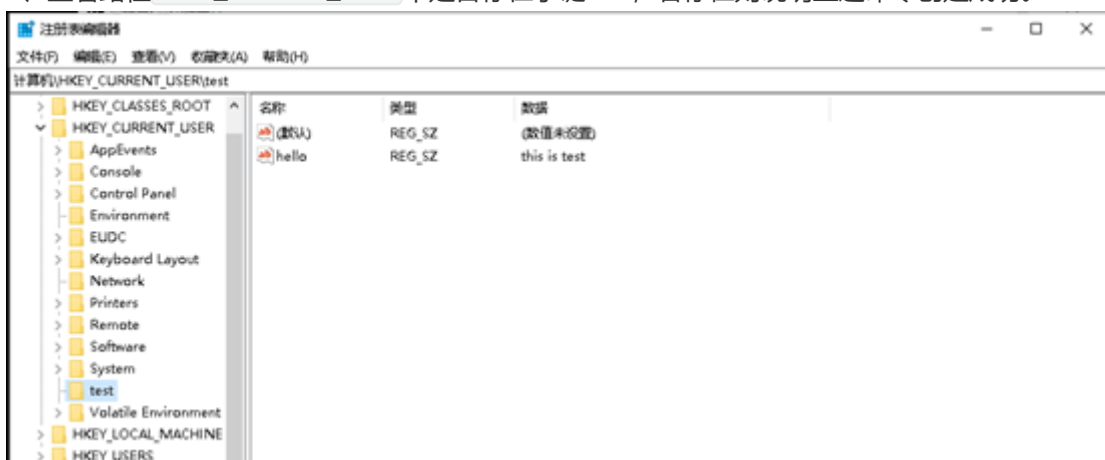 注册表编辑器
文件(F) 编辑(E) 查看(V) 收藏夹(A) 帮助(H)
计算机\HKEY_CURRENT_USER\test
名称 类型 数据
HKEY_CLASSES_ROOT
HKEY_CURRENT_USER
(默认) REG_SZ (数值未设置)
AppEvents
hello REG_SZ this is test
Console
Control Panel
Environment
EUDC
Keyboard Layout
Network
Printers
Remote
Software
System
test
Volatile Environment
HKEY_LOCAL_MACHINE
HKEY_USERS